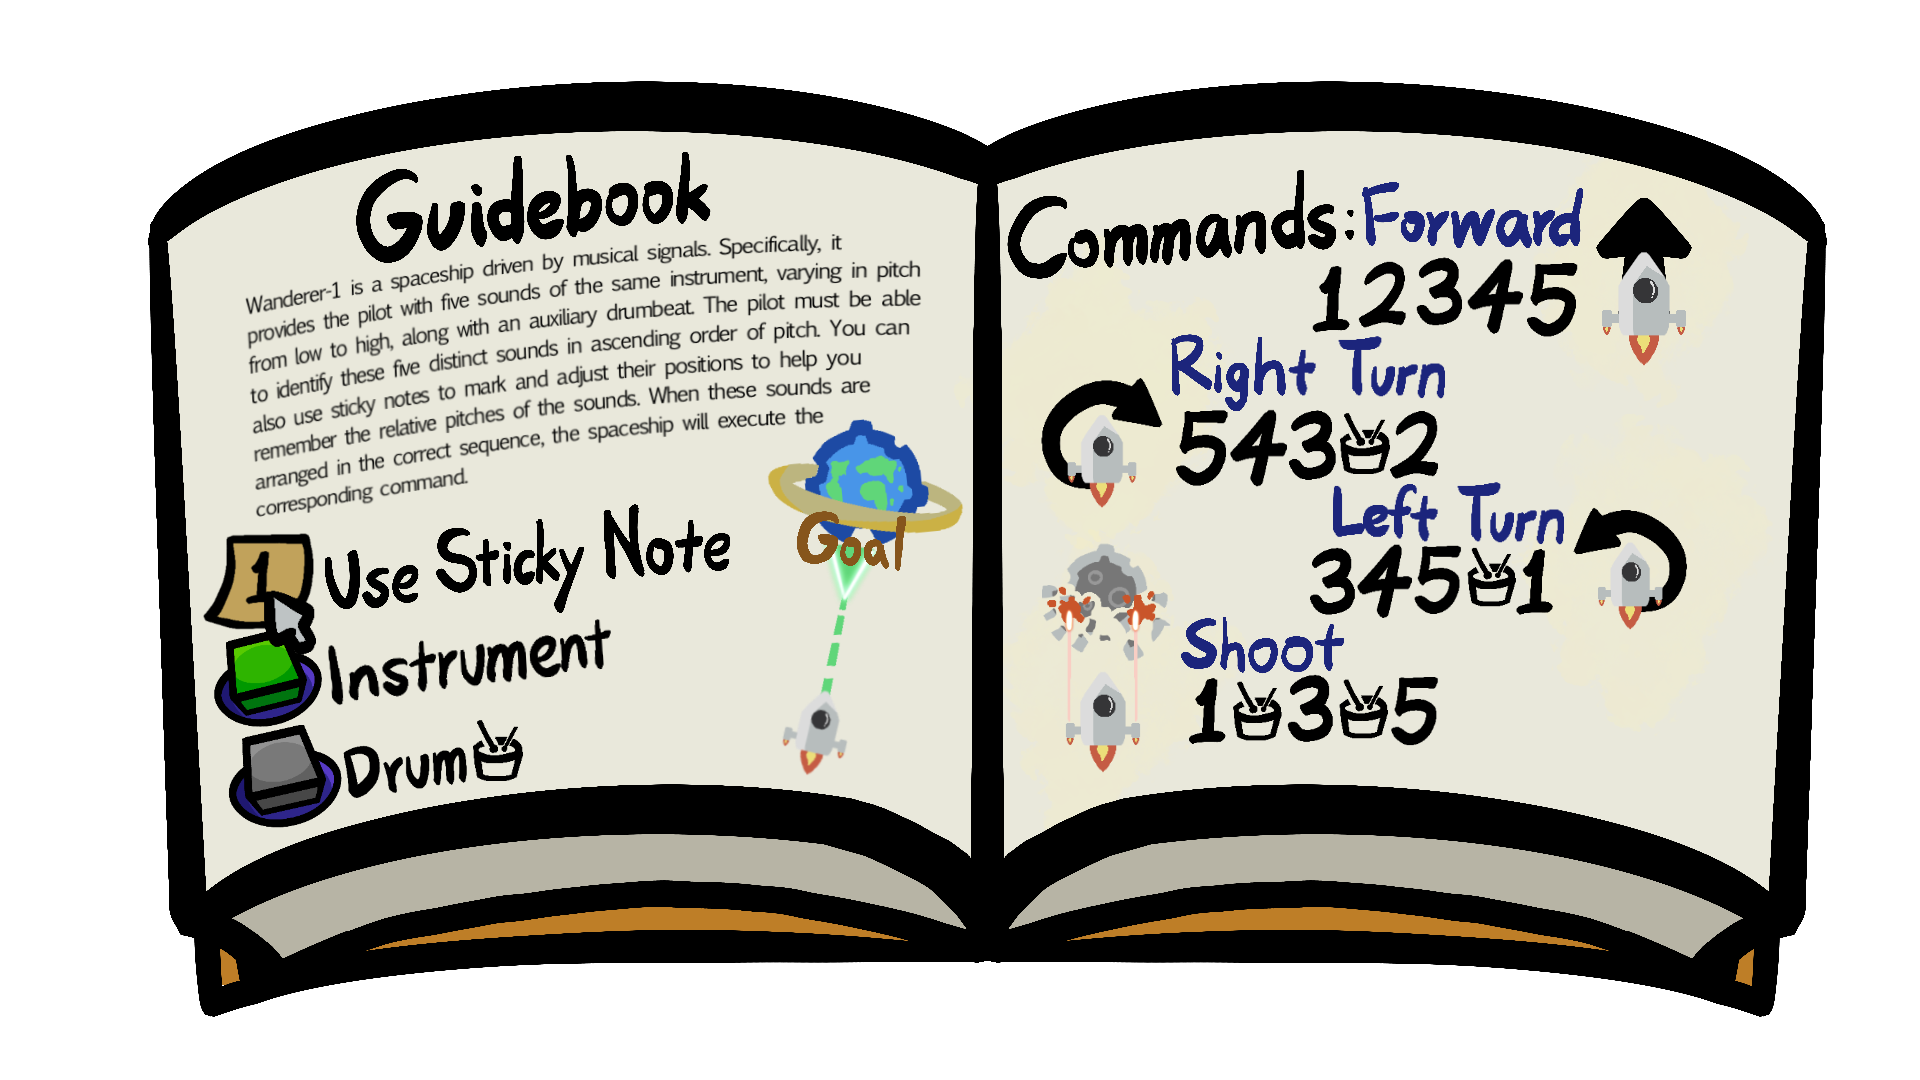 Guidebook
Wanderer-1 is a spaceship driven by musical signals. Specifically, it
provides the pilot with five sounds of the same instrument, varying in pitch
from low to high, along with an auxiliary drumbeat. The pilot must be able
to identify these five distinct sounds in ascending order of pitch. You can
also use sticky notes to mark and adjust their positions to help you
remember the relative pitches of the sounds. When these sounds are
arranged in the correct sequence, the spaceship will execute the
corresponding command.
Goal
1 Use Sticky Note
Instrument
Drum
Commands: Forward
12345
Right Turn
543 2
Left Turn
345 1
Shoot
1 3 5